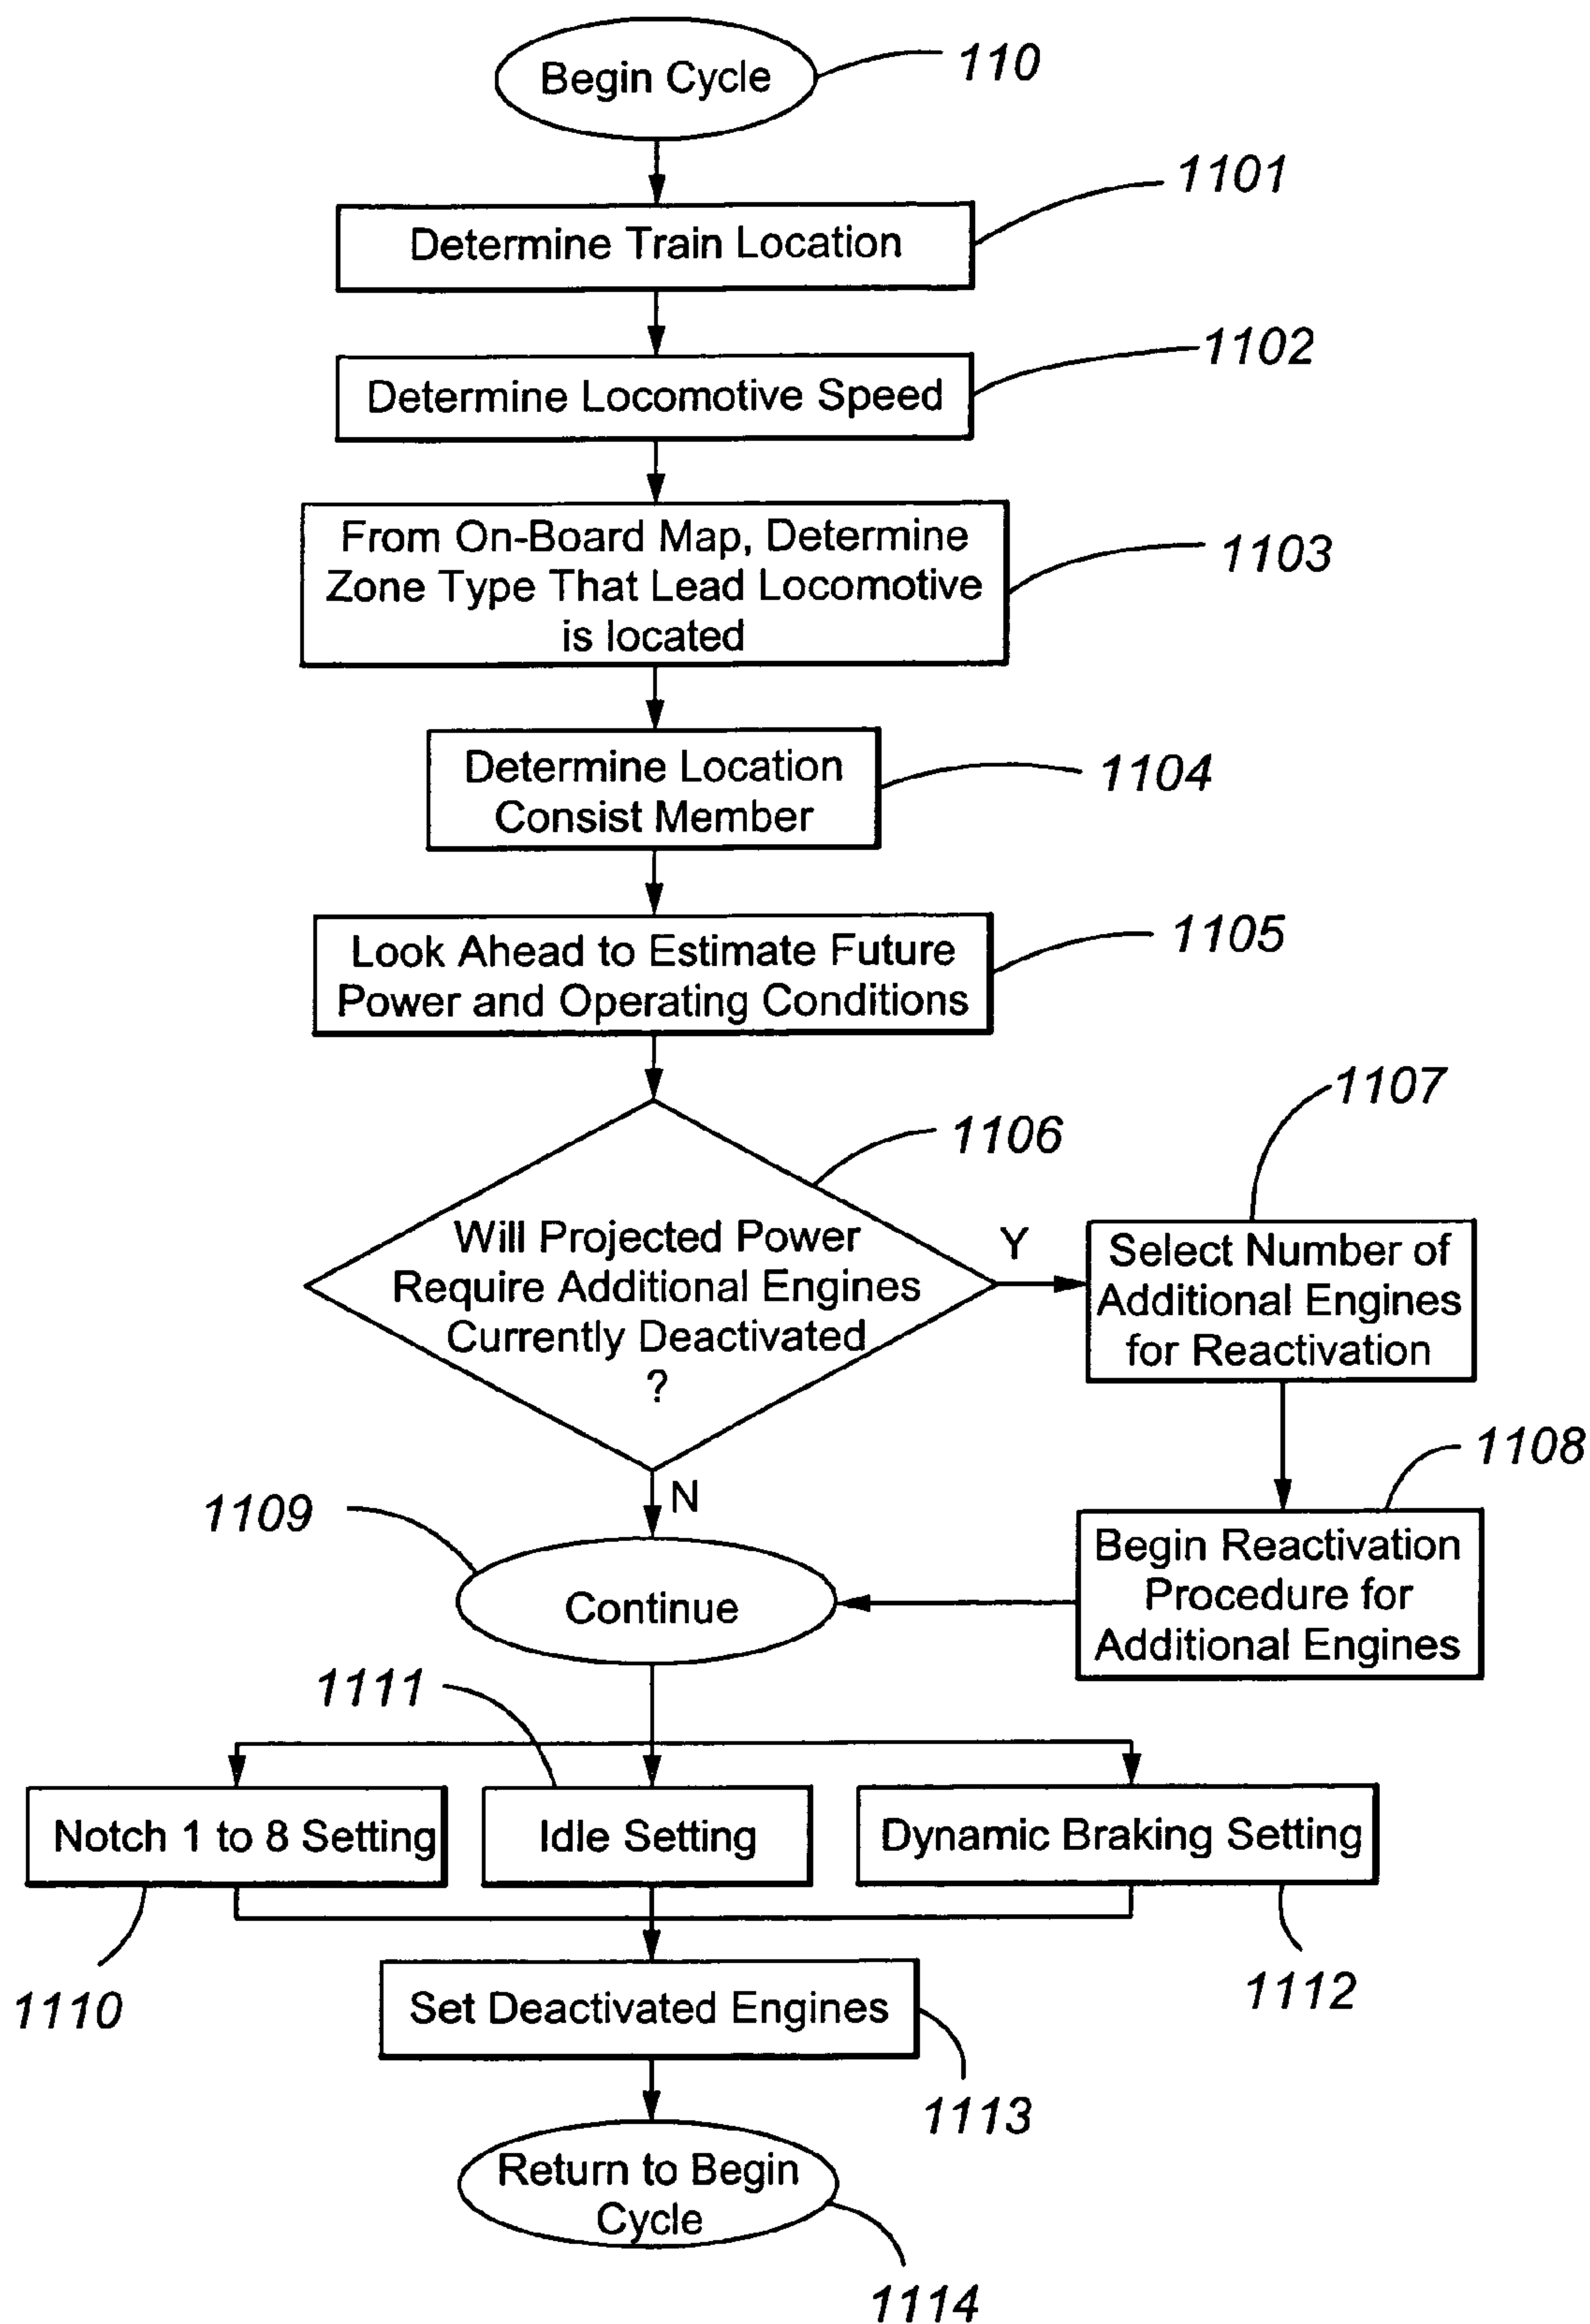 Begin Cycle
110
1101
Determine Train Location
1102
Determine Locomotive Speed
From On-Board Map, Determine
Zone Type That Lead Locomotive
is located
1103
Determine Location
Consist Member
1104
Look Ahead to Estimate Future
Power and Operating Conditions
1105
1106
Will Projected Power
Require Additional Engines
Currently Deactivated
?
Y
N
1107
Select Number of
Additional Engines
for Reactivation
1108
Begin Reactivation
Procedure for
Additional Engines
1109
Continue
1111
Notch 1 to 8 Setting
Idle Setting
Dynamic Braking Setting
1110
1112
Set Deactivated Engines
1113
Return to Begin
Cycle
1114